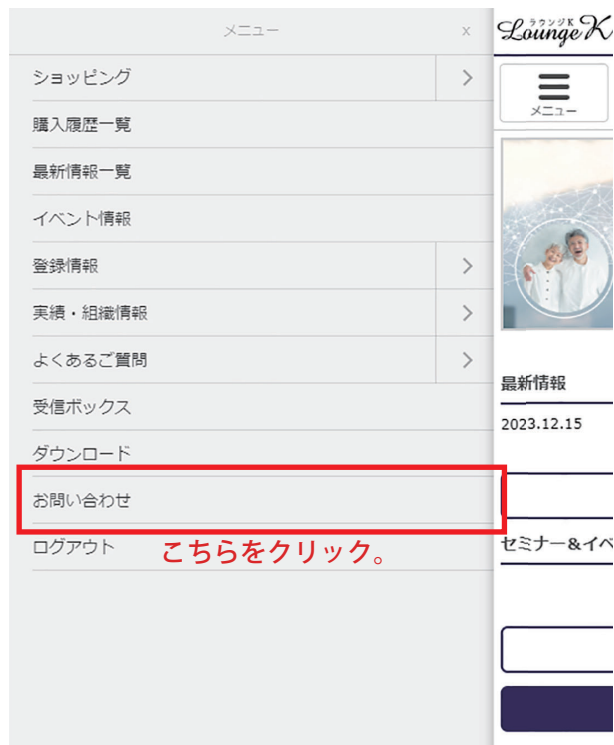 メニュー x
ショッピング
購入履歴一覧
最新情報一覧
イベント情報
登録情報
実績・組織情報
よくあるご質問
受信ボックス
ダウンロード
お問い合わせ
ログアウト
こちらをクリック。
ラウンジK
Lounge K
メニュー
最新情報
2023.12.15
セミナー&イベ